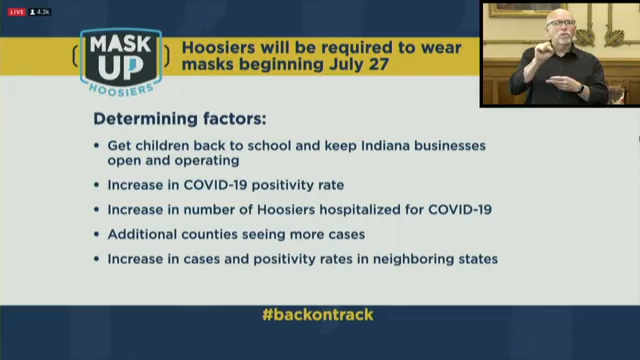 LIVE 4.3K
MASK
UP
HOOSIERS
Hoosiers will be required to wear
masks beginning July 27
Determining factors:
• Get children back to school and keep Indiana businesses
open and operating
• Increase in COVID-19 positivity rate
• Increase in number of Hoosiers hospitalized for COVID-19
• Additional counties seeing more cases
• Increase in cases and positivity rates in neighboring states
#backontrack